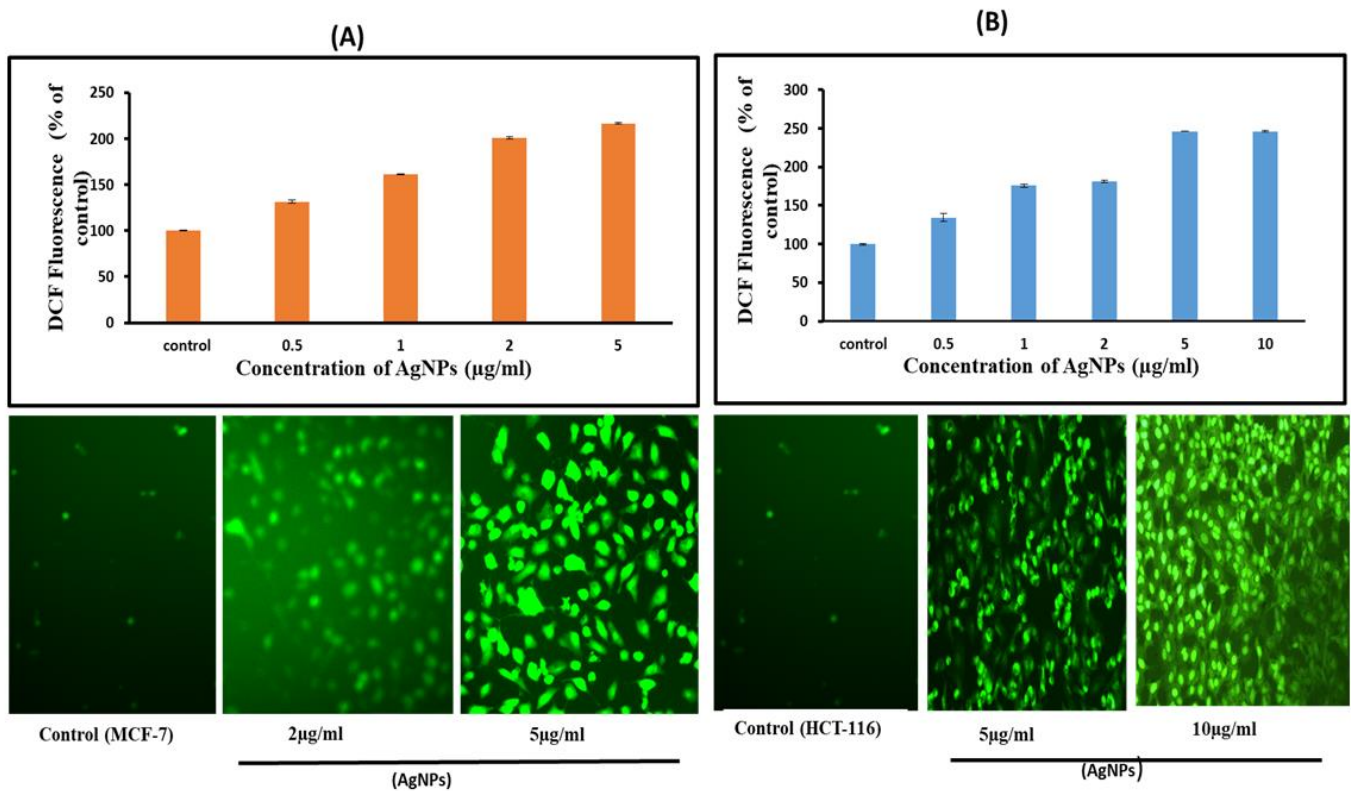 (A)
DCF Fluorescence (% of
control)
250
200
150
100
50
0
control 0.5 1 2 5
Concentration of AgNPs (µg/ml)
Control (MCF-7) 2µg/ml 5µg/ml
(AgNPs)
(B)
DCF Fluorescence (% of
control)
300
250
200
150
100
50
0
control 0.5 1 2 5 10
Concentration of AgNPs (µg/ml)
Control (HCT-116) 5µg/ml 10µg/ml
(AgNPs)